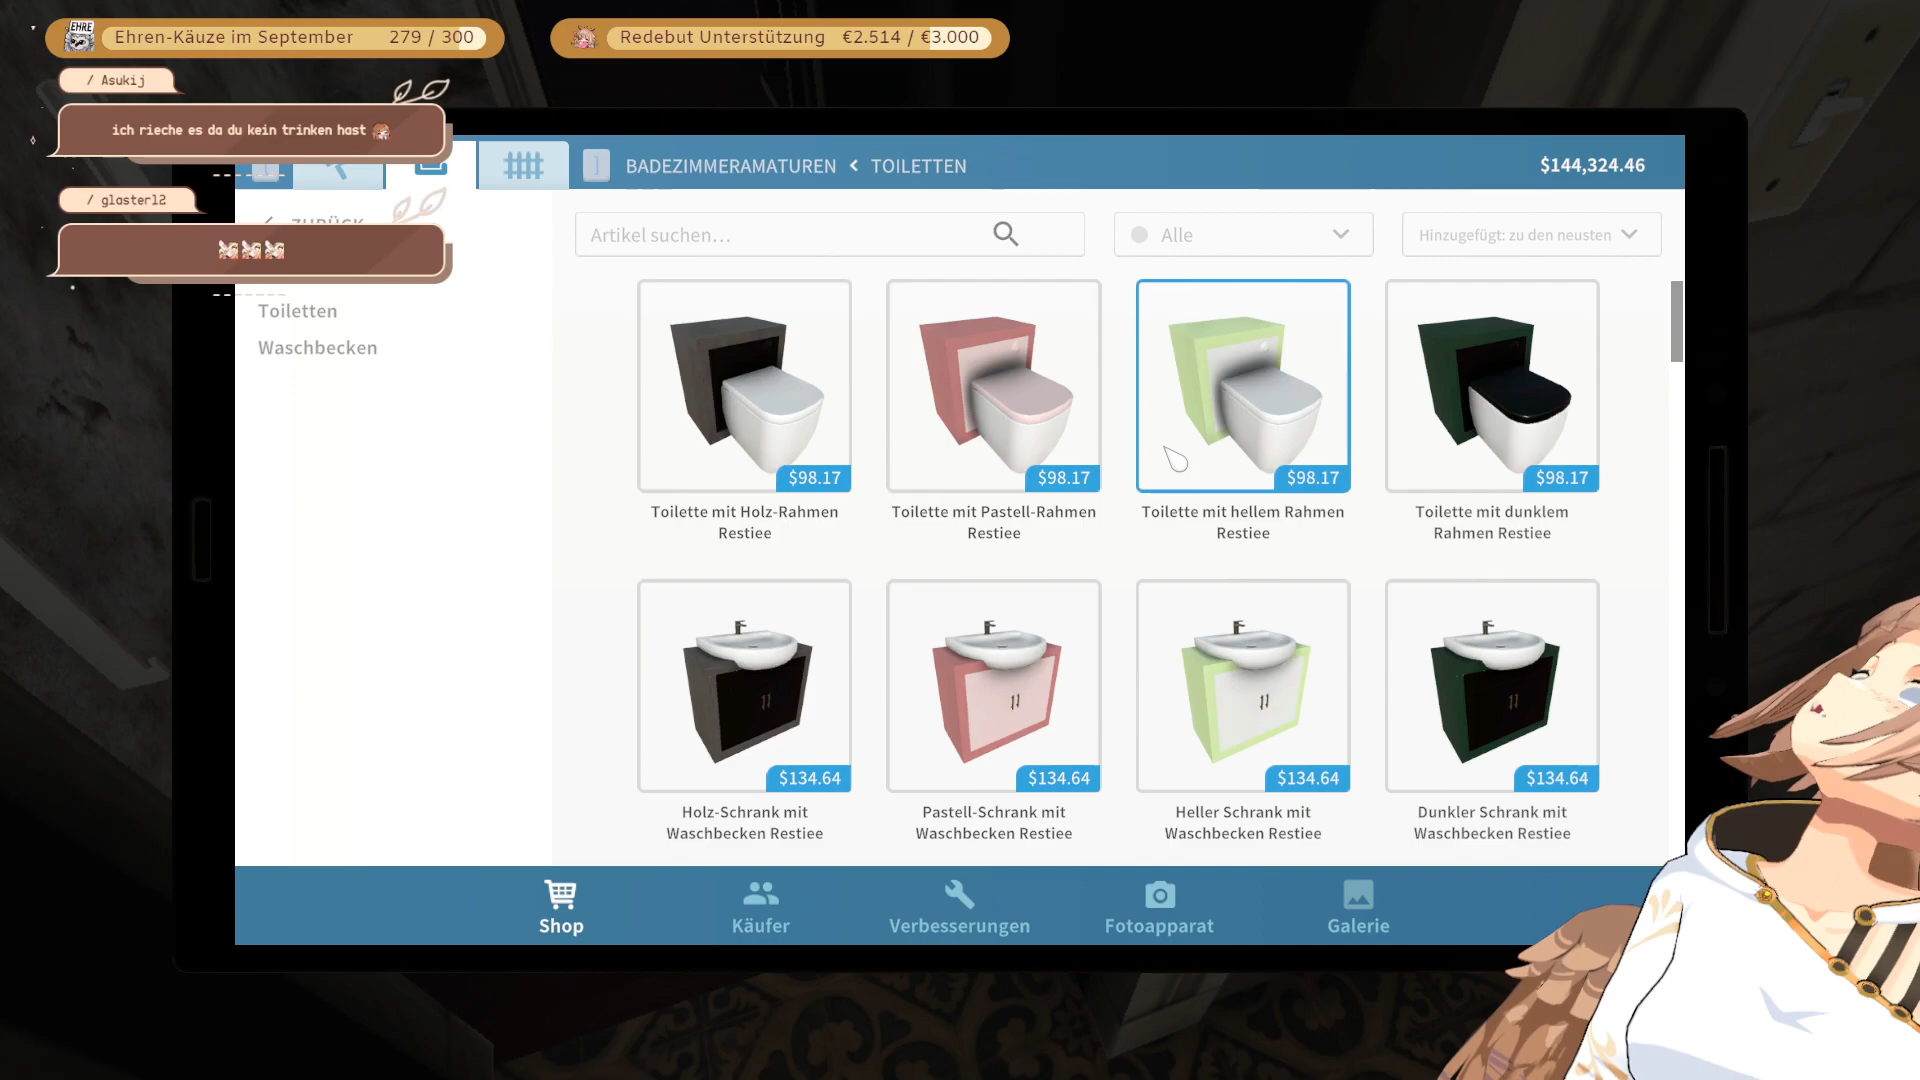 EHRE
Ehren-Käuze im September 279 / 300
Redebut Unterstützung €2.514 / €3.000
/ Asukij
ich rieche es da du kein trinken hast
/ glaster12
BADEZIMMERAMATUREN < TOILETTEN
$144,324.46
< ZURÜCK
Artikel suchen...
Alle
Hinzugefügt: zu den neusten
Toiletten
Waschbecken
$98.17
$98.17
$98.17
$98.17
Toilette mit Holz-Rahmen
Restiee
Toilette mit Pastell-Rahmen
Restiee
Toilette mit hellem Rahmen
Restiee
Toilette mit dunklem
Rahmen Restiee
$134.64
$134.64
$134.64
$134.64
Holz-Schrank mit
Waschbecken Restiee
Pastell-Schrank mit
Waschbecken Restiee
Heller Schrank mit
Waschbecken Restiee
Dunkler Schrank mit
Waschbecken Restiee
Shop
Käufer
Verbesserungen
Fotoapparat
Galerie